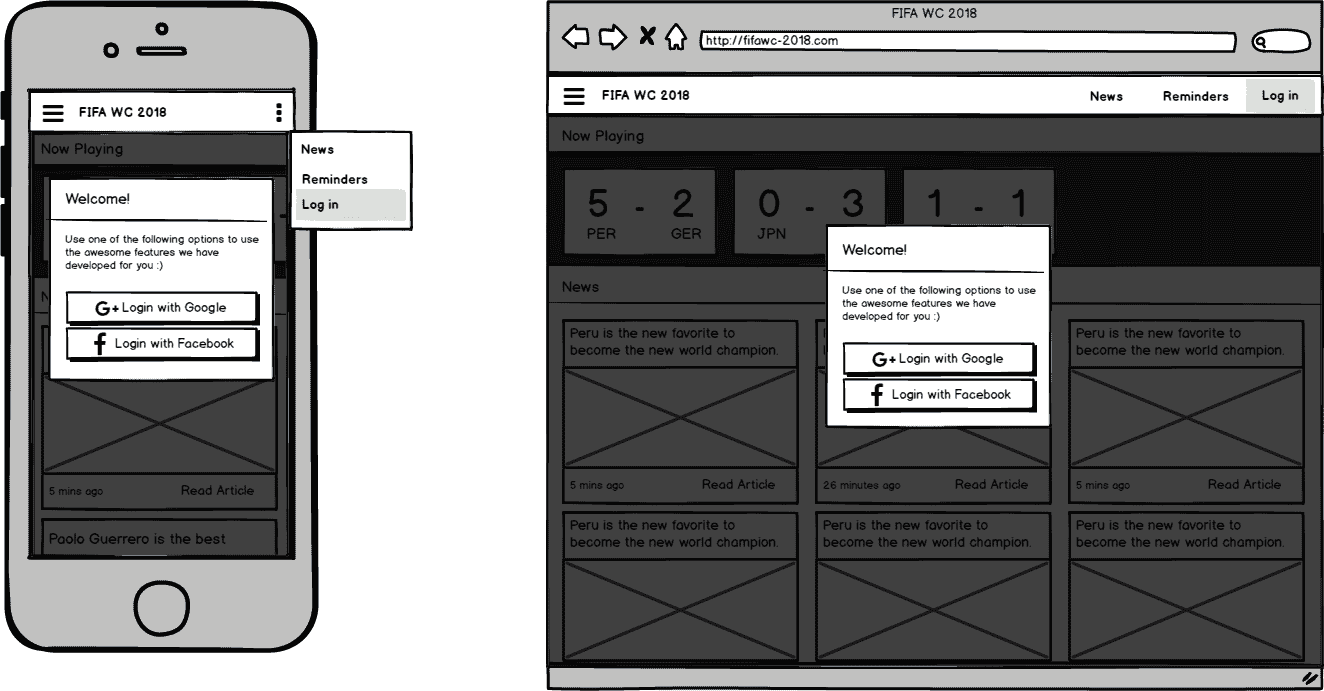 FIFA WC 2018
Now Playing
News
Reminders
Log in
Welcome!
Use one of the following options to use
the awesome features we have
developed for you :)
G+ Login with Google
f Login with Facebook
5 mins ago Read Article
Paolo Guerrero is the best
FIFA WC 2018
http://fifawc-2018.com
FIFA WC 2018 News Reminders Log in
Now Playing
5 - 2 0 - 3 1 - 1
PER GER JPN
Welcome!
Use one of the following options to use
the awesome features we have
developed for you :)
G+ Login with Google
f Login with Facebook
News
Peru is the new favorite to
become the new world champion.
5 mins ago Read Article
26 minutes ago Read Article
Peru is the new favorite to
become the new world champion.
5 mins ago Read Article
Peru is the new favorite to
become the new world champion.
Peru is the new favorite to
become the new world champion.
Peru is the new favorite to
become the new world champion.